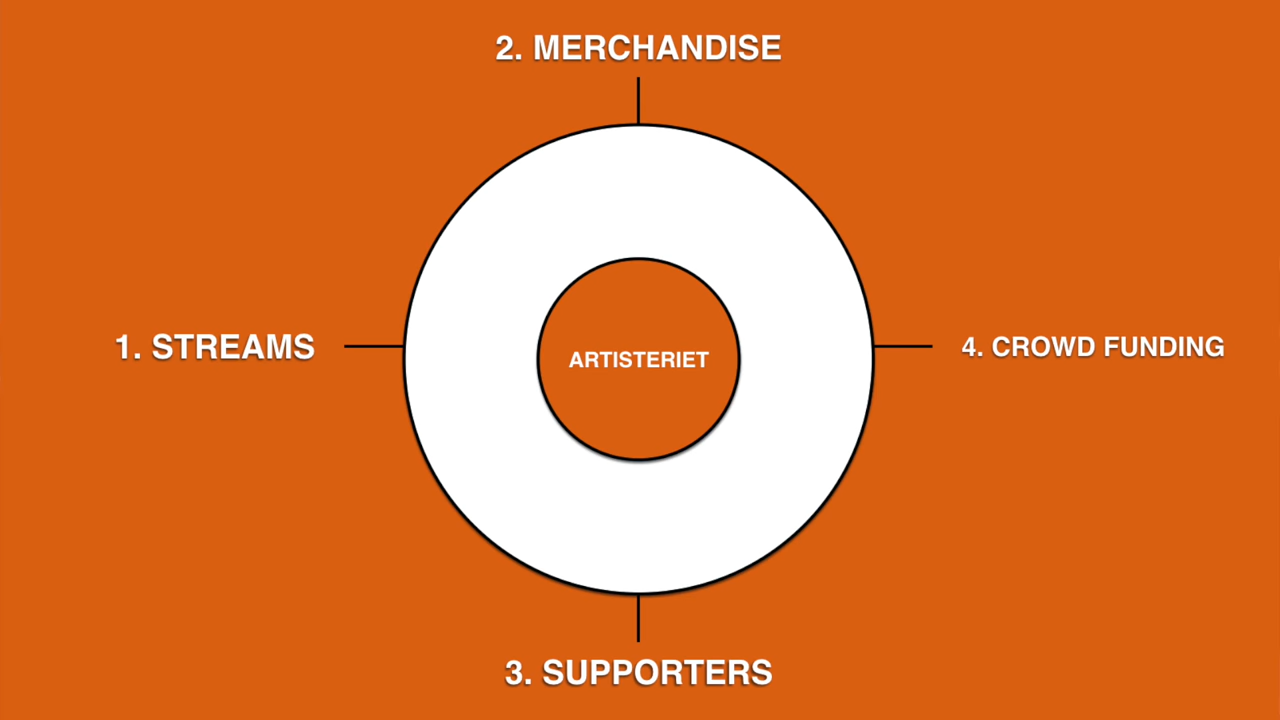 2. MERCHANDISE
1. STREAMS
ARTISTERIET
4. CROWD FUNDING
3. SUPPORTERS